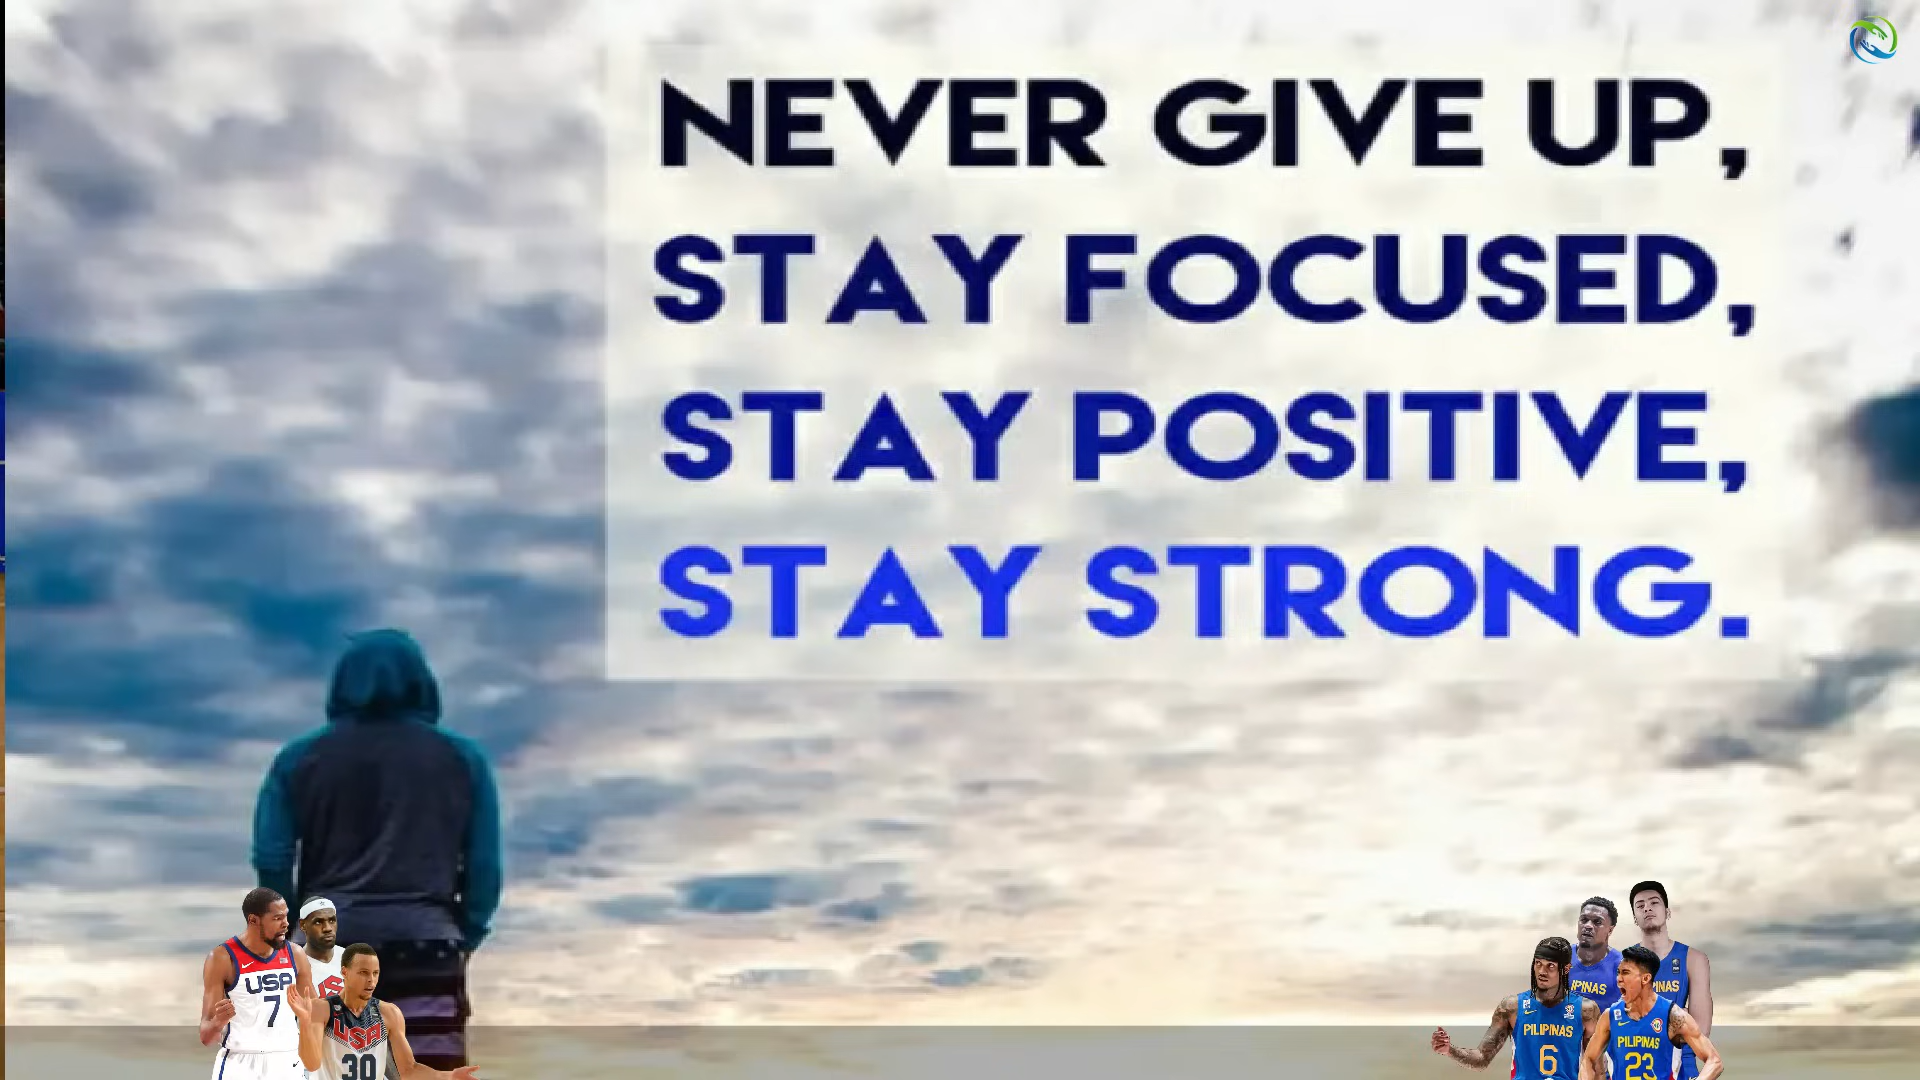 NEVER GIVE UP,
STAY FOCUSED,
STAY POSITIVE,
STAY STRONG.
USA
7
USA
30
PILIPINAS
6
PILIPINAS
23